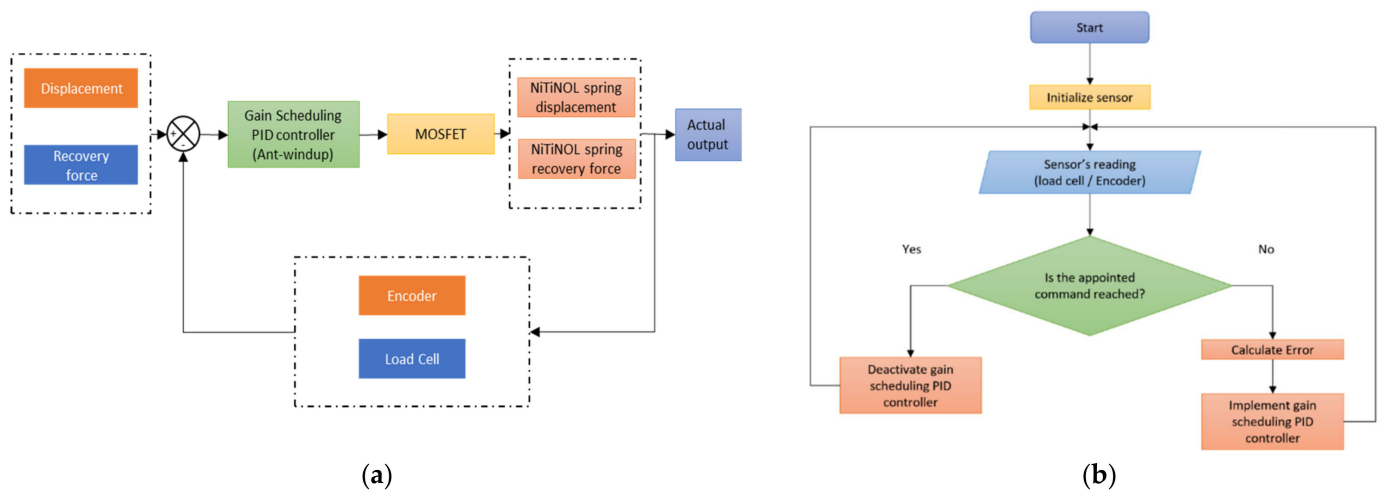 Displacement
Recovery
force
+
-
Gain Scheduling
PID controller
(Ant-windup)
MOSFET
NiTiNOL spring
displacement
NiTiNOL spring
recovery force
Actual
output
Encoder
Load Cell
(a)
Start
Initialize sensor
Sensor's reading
(load cell / Encoder)
Yes
No
Is the appointed
command reached?
Calculate Error
Deactivate gain
scheduling PID
controller
Implement gain
scheduling PID
controller
(b)